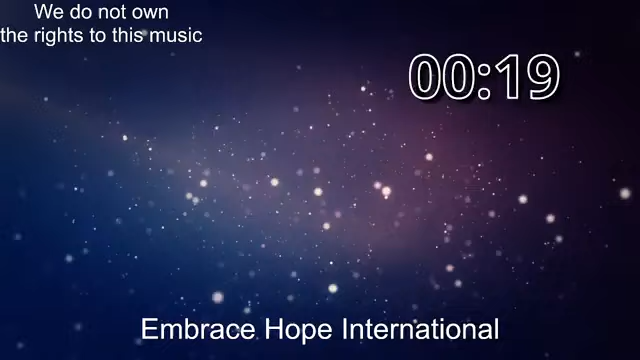 We do not own
the rights to this music
00:19
Embrace Hope International